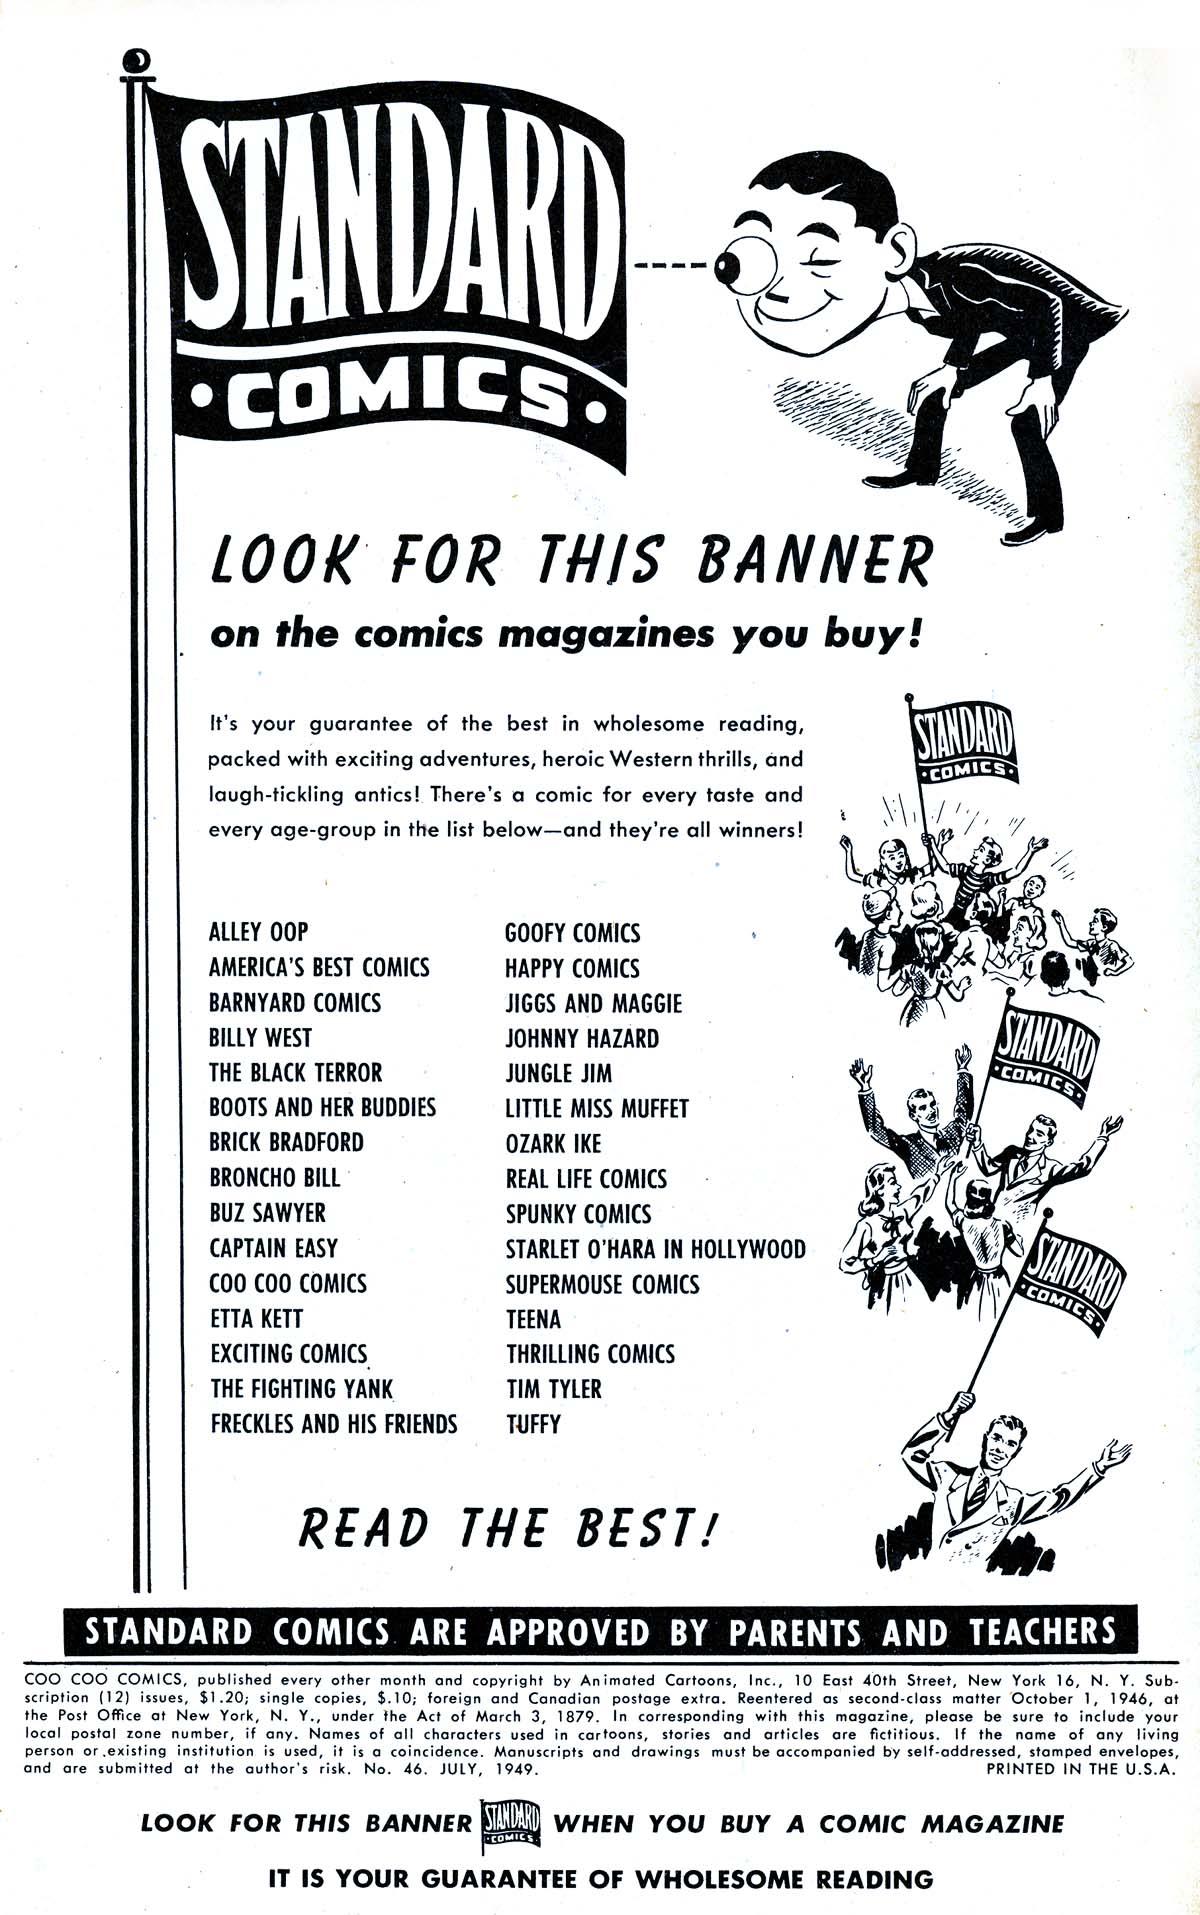 STANDARD
·COMICS·
LOOK FOR THIS BANNER
on the comics magazines you buy!
It's your guarantee of the best in wholesome reading,
packed with exciting adventures, heroic Western thrills, and
laugh-tickling antics! There's a comic for every taste and
every age-group in the list below—and they're all winners!
STANDARD
·COMICS·
ALLEY OOP
AMERICA'S BEST COMICS
BARNYARD COMICS
BILLY WEST
THE BLACK TERROR
BOOTS AND HER BUDDIES
BRICK BRADFORD
BRONCHO BILL
BUZ SAWYER
CAPTAIN EASY
COO COO COMICS
ETTA KETT
EXCITING COMICS
THE FIGHTING YANK
FRECKLES AND HIS FRIENDS
GOOFY COMICS
HAPPY COMICS
JIGGS AND MAGGIE
JOHNNY HAZARD
JUNGLE JIM
LITTLE MISS MUFFET
OZARK IKE
REAL LIFE COMICS
SPUNKY COMICS
STARLET O'HARA IN HOLLYWOOD
SUPERMOUSE COMICS
TEENA
THRILLING COMICS
TIM TYLER
TUFFY
STANDARD
·COMICS·
STANDARD
·COMICS·
READ THE BEST!
STANDARD COMICS ARE APPROVED BY PARENTS AND TEACHERS
COO COO COMICS, published every other month and copyright by Animated Cartoons, Inc., 10 East 40th Street, New York 16, N. Y. Sub-
scription (12) issues, $1.20; single copies, $.10; foreign and Canadian postage extra. Reentered as second-class matter October 1, 1946, at
the Post Office at New York, N. Y., under the Act of March 3, 1879. In corresponding with this magazine, please be sure to include your
local postal zone number, if any. Names of all characters used in cartoons, stories and articles are fictitious. If the name of any living
person or existing institution is used, it is a coincidence. Manuscripts and drawings must be accompanied by self-addressed, stamped envelopes,
and are submitted at the author's risk. No. 46. JULY, 1949. PRINTED IN THE U.S.A.
LOOK FOR THIS BANNER STANDARD ·COMICS· WHEN YOU BUY A COMIC MAGAZINE
IT IS YOUR GUARANTEE OF WHOLESOME READING